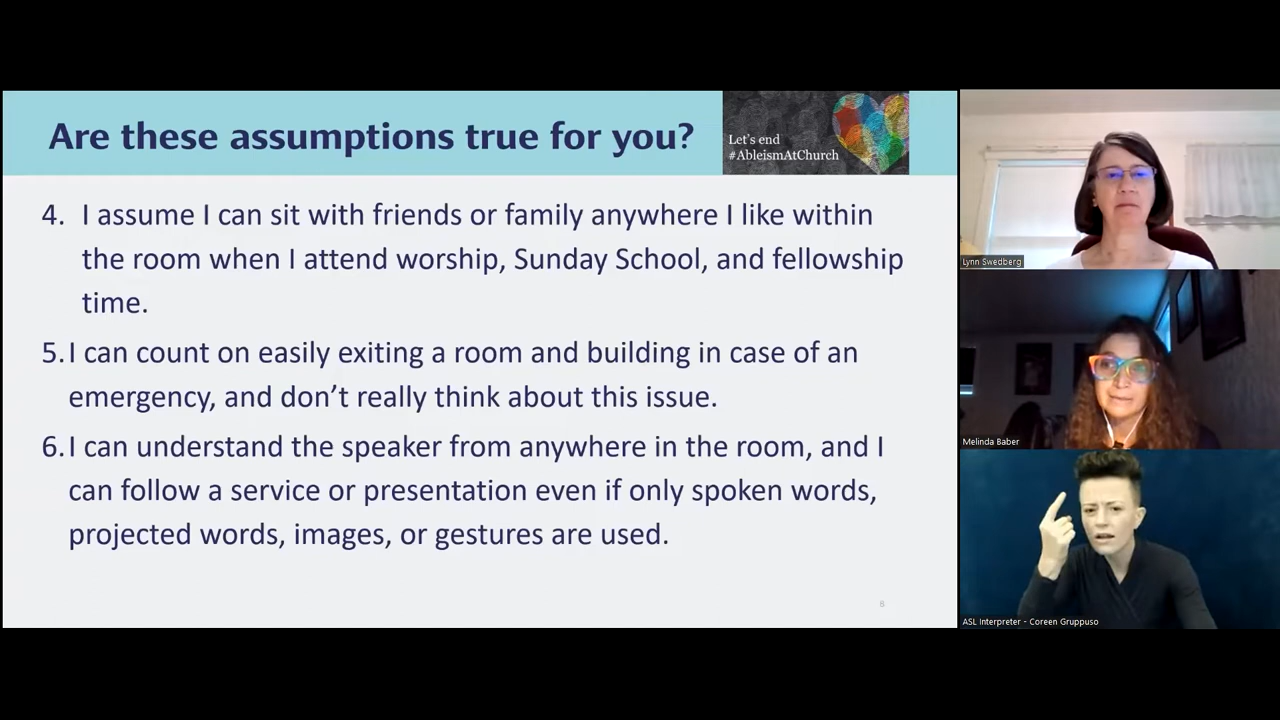 Are these assumptions true for you?
Let's end
#AbleismAtChurch
4. I assume I can sit with friends or family anywhere I like within
the room when I attend worship, Sunday School, and fellowship
time.
5. I can count on easily exiting a room and building in case of an
emergency, and don’t really think about this issue.
6. I can understand the speaker from anywhere in the room, and I
can follow a service or presentation even if only spoken words,
projected words, images, or gestures are used.
Lynn Swedberg
Melinda Baber
ASL Interpreter - Coreen Gruppuso